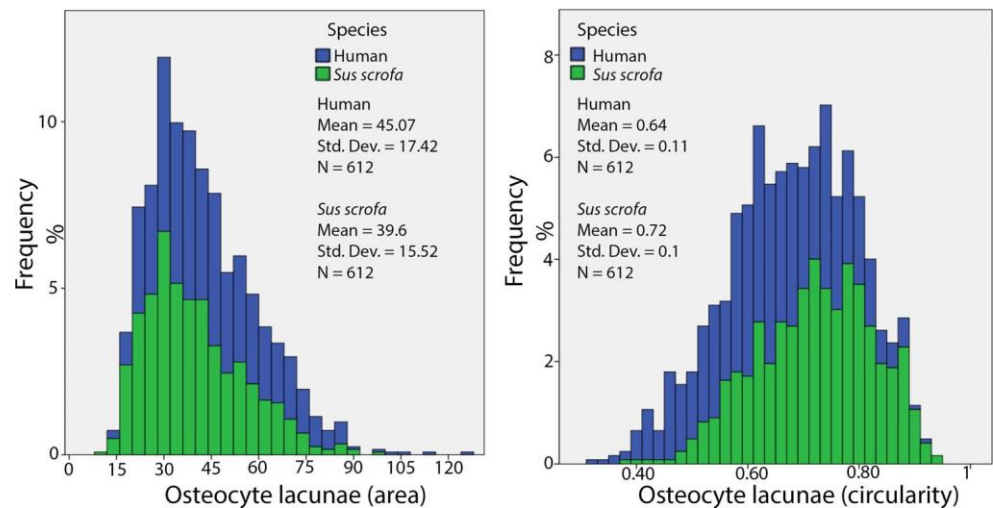 Species
Human
Sus scrofa
Human
Mean = 45.07
Std. Dev. = 17.42
N = 612
Sus scrofa
Mean = 39.6
Std. Dev. = 15.52
N = 612
Frequency
%
10
5
0
0 15 30 45 60 75 90 105 120
Osteocyte lacunae (area)
Species
Human
Sus scrofa
Human
Mean = 0.64
Std. Dev. = 0.11
N = 612
Sus scrofa
Mean = 0.72
Std. Dev. = 0.1
N = 612
Frequency
%
8
6
4
2
0
0.40 0.60 0.80 1
Osteocyte lacunae (circularity)